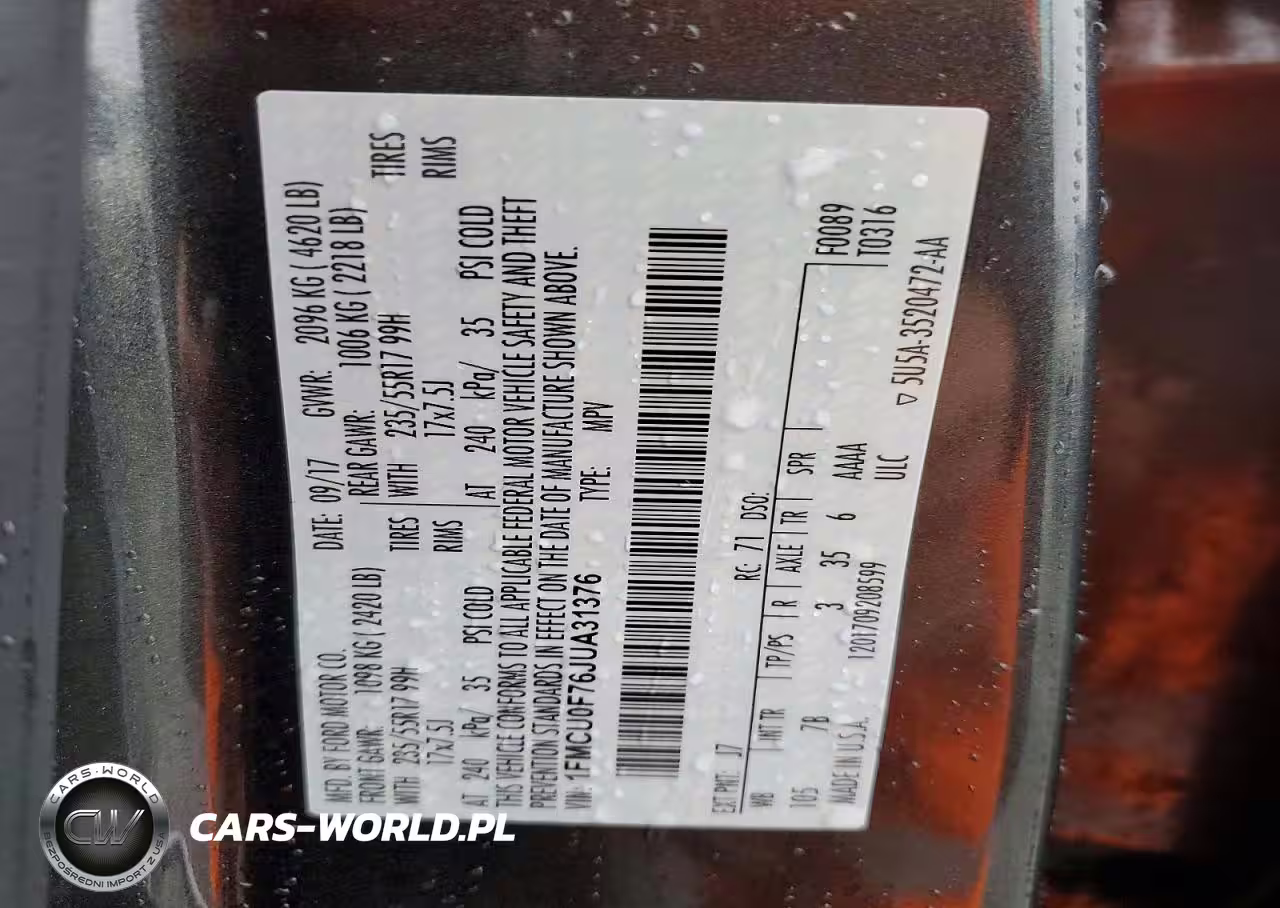 MFD. BY FORD MOTOR CO.
DATE: 09/17 GVWR: 2096 KG ( 4620 LB)
FRONT GAWR: 1098 KG ( 2420 LB) REAR GAWR: 1006 KG ( 2218 LB)
WITH 235/55R17 99H TIRES WITH 235/55R17 99H TIRES
17x7.5J RIMS 17x7.5J RIMS
AT 240 kPa/ 35 PSI COLD AT 240 kPa/ 35 PSI COLD
THIS VEHICLE CONFORMS TO ALL APPLICABLE FEDERAL MOTOR VEHICLE SAFETY AND THEFT
PREVENTION STANDARDS IN EFFECT ON THE DATE OF MANUFACTURE SHOWN ABOVE.
VIN: 1FMCU0F76JUA31376 TYPE: MPV
EXT PNT: J7 RC: 71 DSO:
WB INT TR TP/PS R AXLE TR SPR F0089
105 7B 3 35 6 AAAA T0316
MADE IN U.S.A. 1201709208599 ULC
▽ 5U5A-3520472-AA
CARS-WORLD
CW
BEZPOŚREDNI IMPORT Z USA
CARS-WORLD.PL